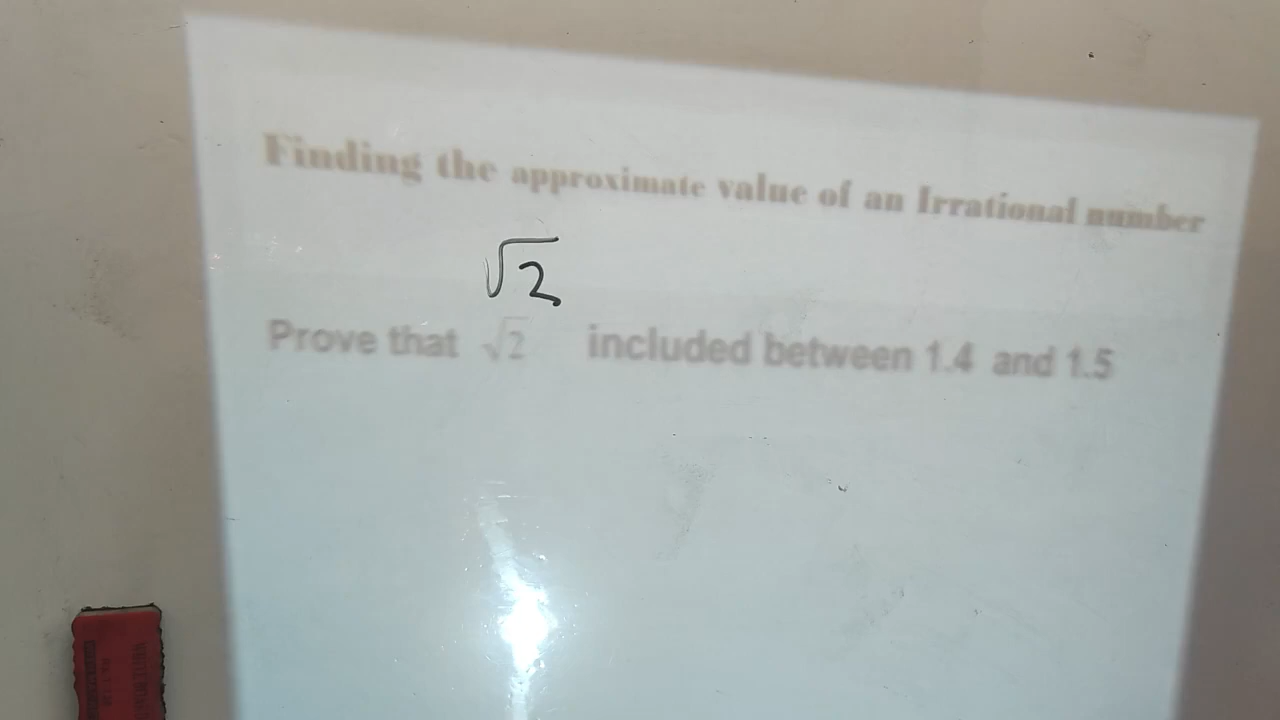 Finding the approximate value of an Irrational number
√2
Prove that √2 included between 1.4 and 1.5